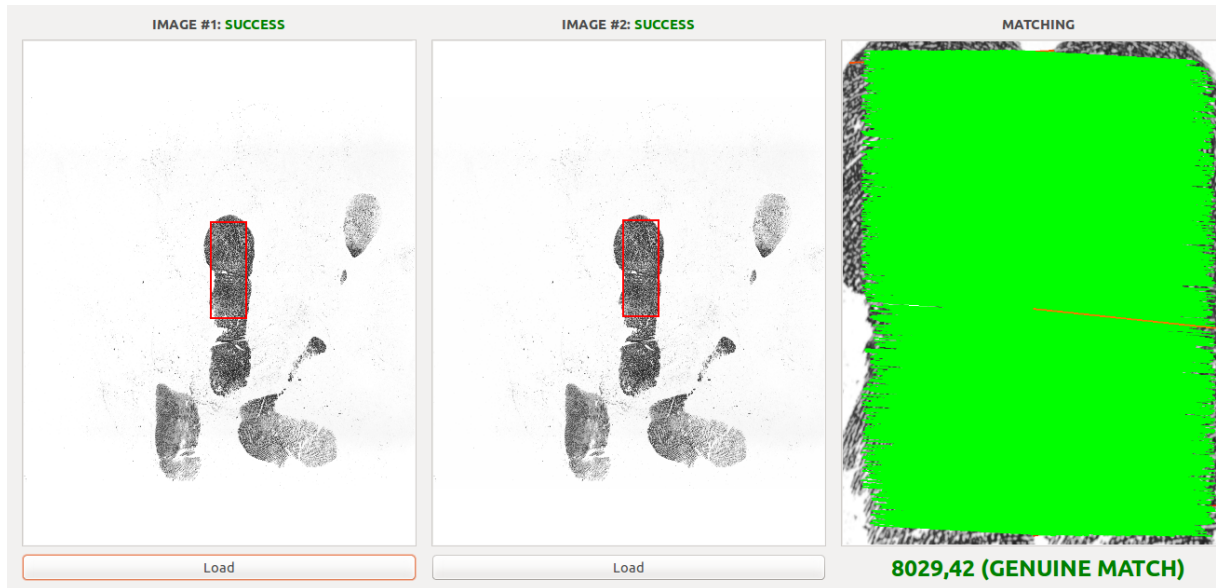 IMAGE #1: SUCCESS
IMAGE #2: SUCCESS
MATCHING
Load
Load
8029,42 (GENUINE MATCH)